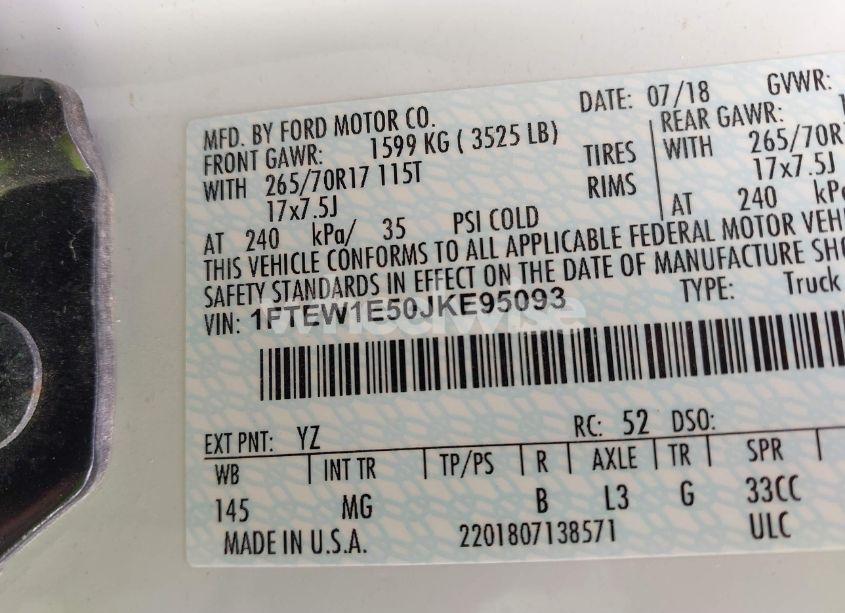 MFD. BY FORD MOTOR CO.
DATE: 07/18
GVWR:
FRONT GAWR: 1599 KG ( 3525 LB)
REAR GAWR:
WITH 265/70R17 115T
TIRES
WITH 265/70
17x7.5J
RIMS
17x7.5J
AT 240 kPa/ 35 PSI COLD
AT 240 kPa
THIS VEHICLE CONFORMS TO ALL APPLICABLE FEDERAL MOTOR VEHI
SAFETY STANDARDS IN EFFECT ON THE DATE OF MANUFACTURE SHO
VIN: 1FTEW1E50JKE95093
TYPE: Truck
EXT PNT: YZ
RC: 52 DSO:
WB INT TR TP/PS R AXLE TR SPR
145 MG B L3 G 33CC
MADE IN U.S.A. 2201807138571 ULC